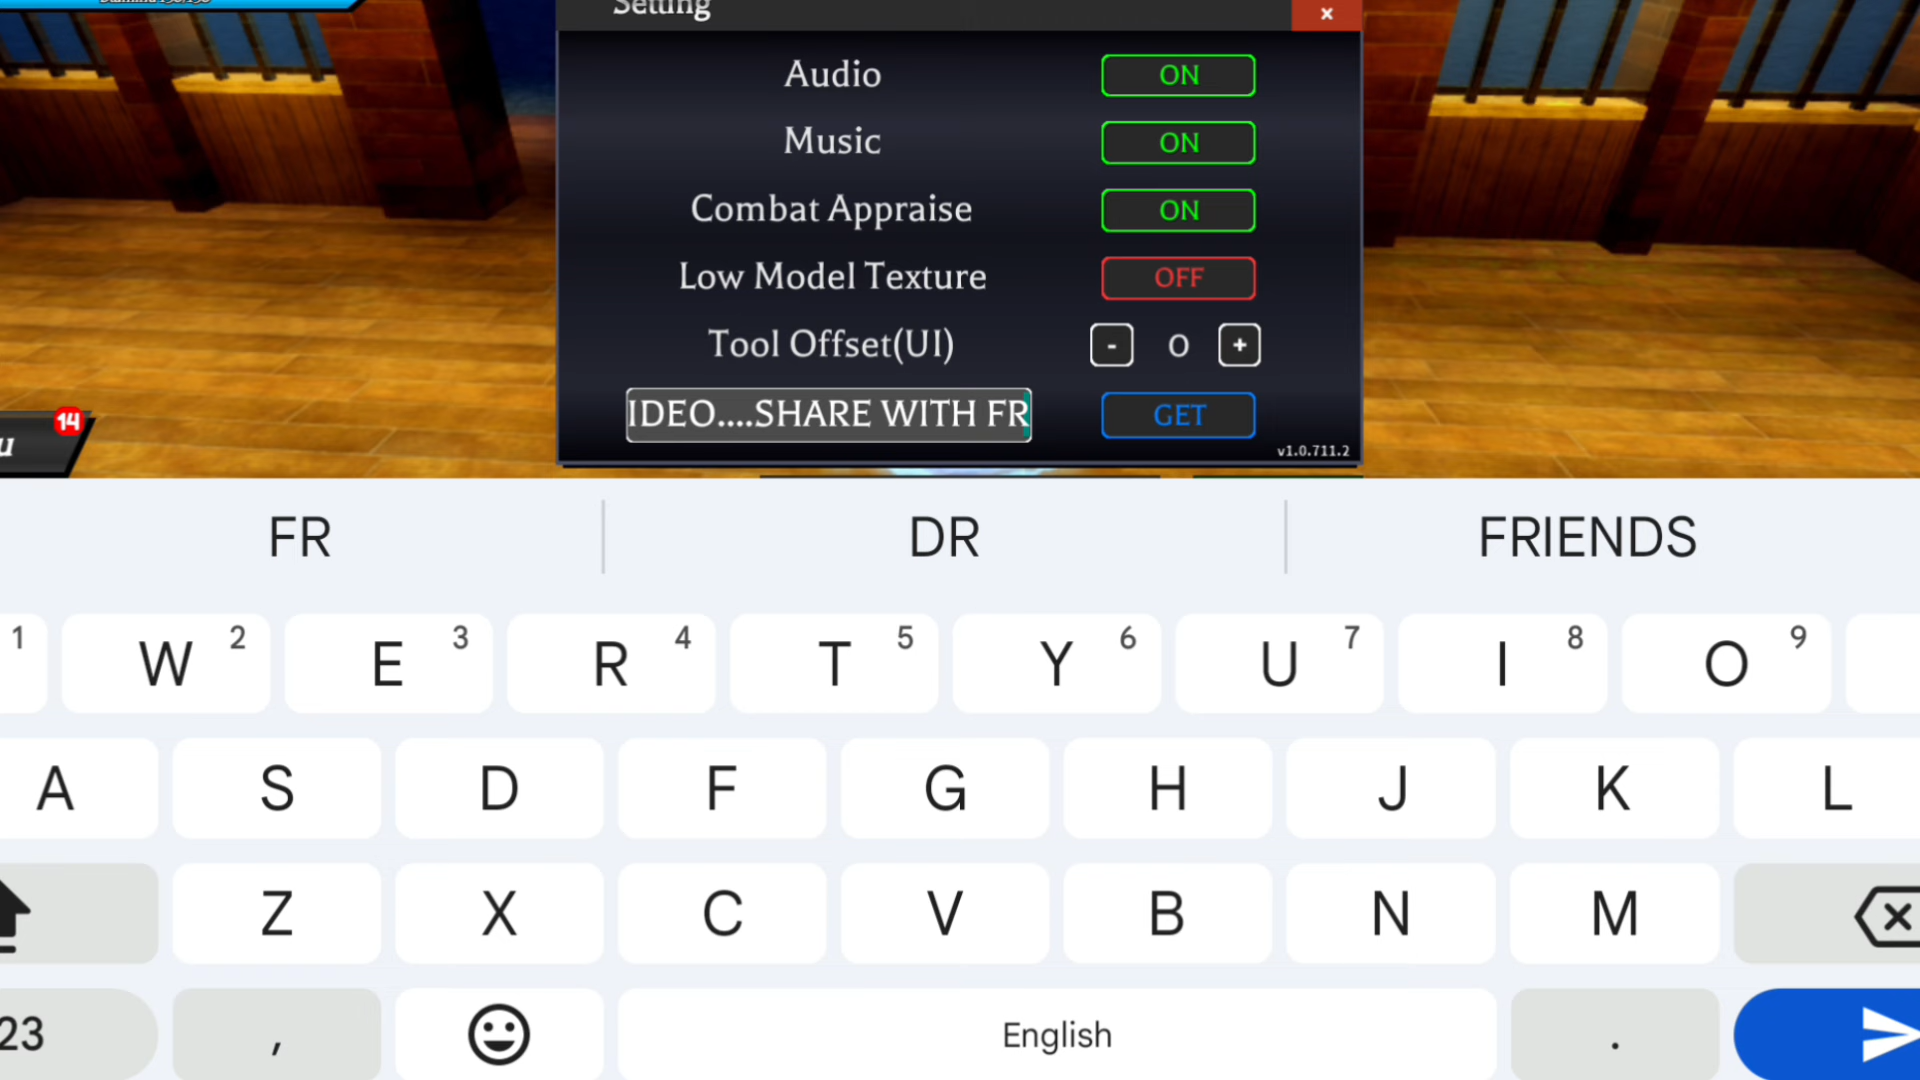 Setting
×
Audio ON
Music ON
Combat Appraise ON
Low Model Texture OFF
Tool Offset(UI) - 0 +
IDEO....SHARE WITH FR GET
v1.0.711.2
14
u
FR DR FRIENDS
1 W 2 E 3 R 4 T 5 Y 6 U 7 I 8 O 9
A S D F G H J K L
Z X C V B N M
23 , English .